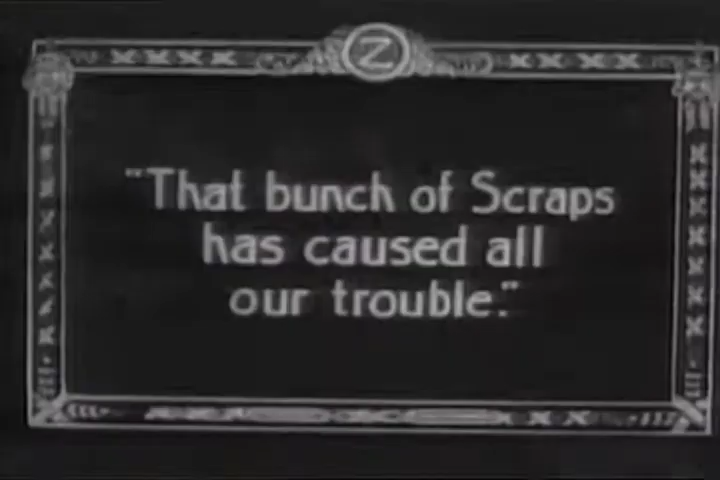 Z
"That bunch of Scraps
has caused all
our trouble."